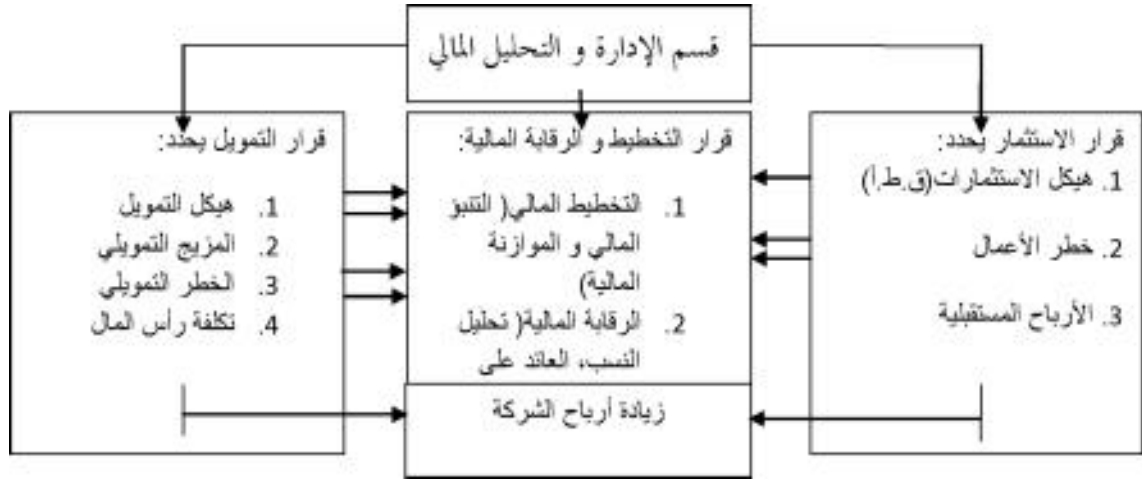 قسم الإدارة و التحليل المالي
قرار الاستثمار يحدد:
1. هيكل الاستثمارات(ق.ط.أ)
2. خطر الأعمال
3. الأرباح المستقبلية
قرار التخطيط و الرقابة المالية:
1. التخطيط المالي( التنبؤ
المالي و الموازنة
المالية)
2. الرقابة المالية( تحليل
النسب، العائد على
زيادة أرباح الشركة
قرار التمويل يحدد:
1. هيكل التمويل
2. المزيج التمويلي
3. الخطر التمويلي
4. تكلفة رأس المال